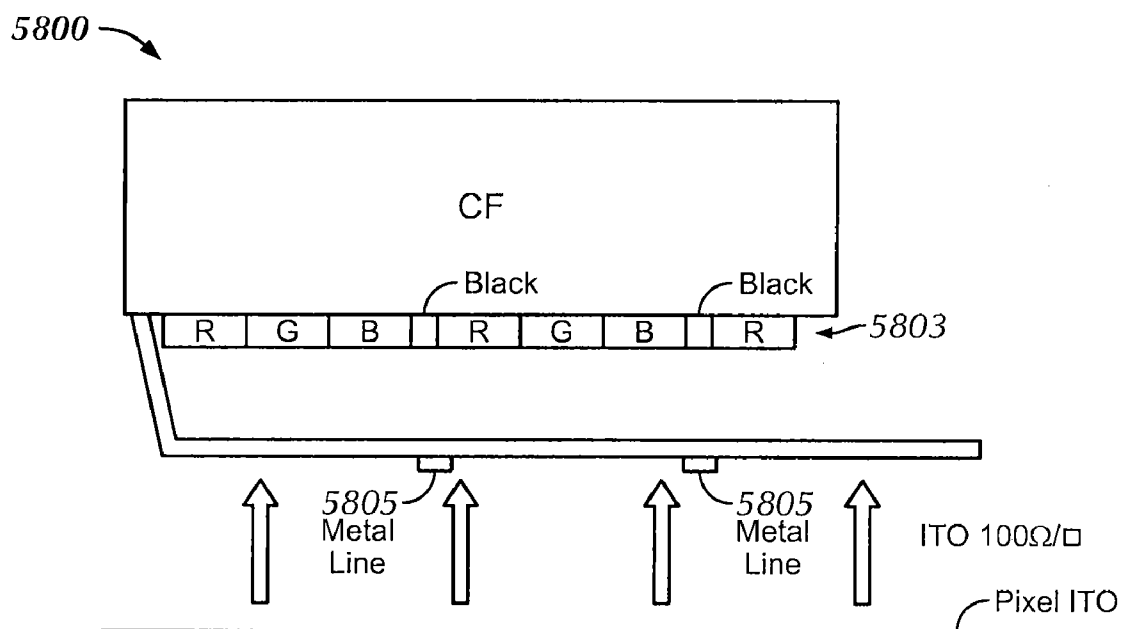 5800
CF
Black Black
R G B R G B R 5803
5805 5805
Metal Metal
Line Line
ITO 100Ω/□
Pixel ITO